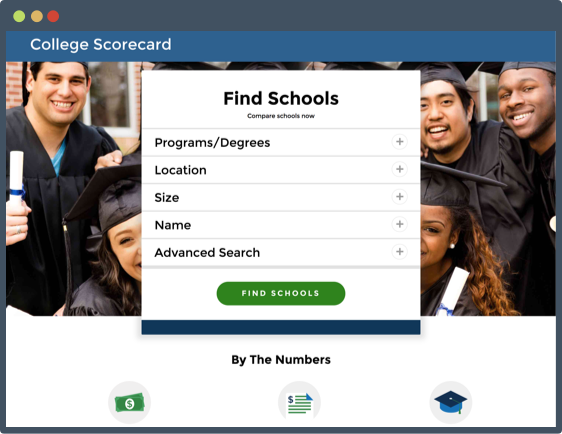 College Scorecard
Find Schools
Compare schools now
Programs/Degrees
Location
Size
Name
Advanced Search
FIND SCHOOLS
By The Numbers